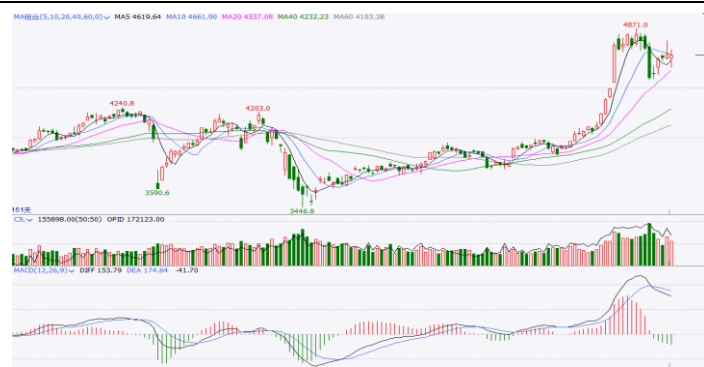 MA组合(5,10,20,40,60,0) MA5 4619.64 MA10 4661.90 MA20 4537.08 MA40 4232.23 MA60 4103.38
4871.0
4240.8
4203.0
3590.6
3446.8
151天
CJL 155898.00(50:50) OPID 172123.00
MACD(12,26,9) DIFF 153.79 DEA 174.64 -41.70